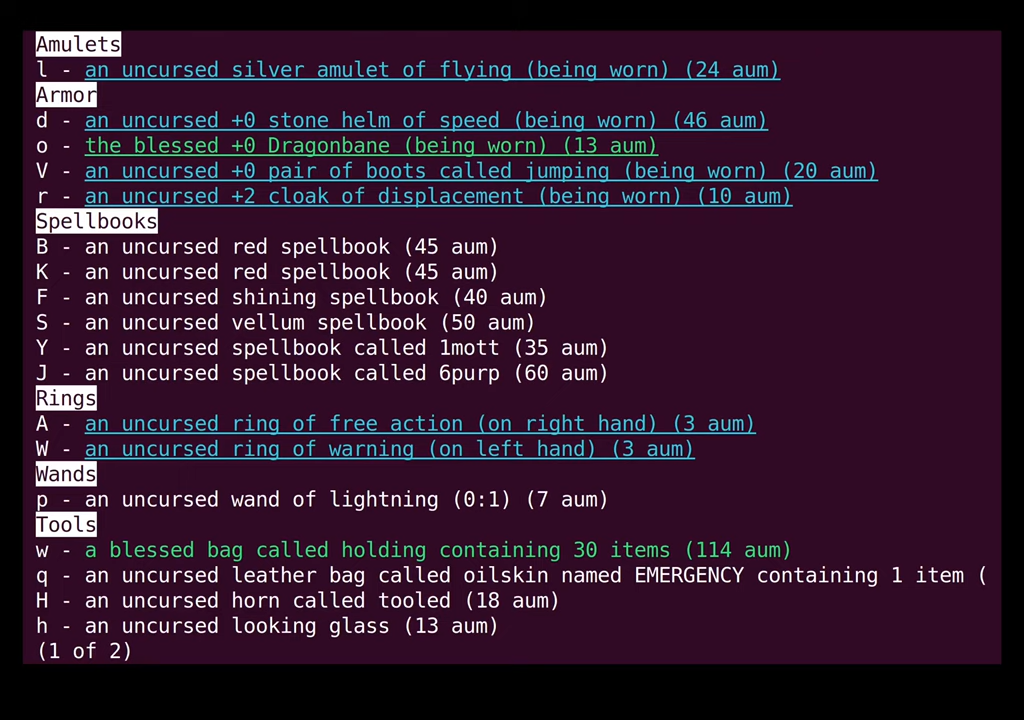 Amulets
l - an uncursed silver amulet of flying (being worn) (24 aum)
Armor
d - an uncursed +0 stone helm of speed (being worn) (46 aum)
o - the blessed +0 Dragonbane (being worn) (13 aum)
V - an uncursed +0 pair of boots called jumping (being worn) (20 aum)
r - an uncursed +2 cloak of displacement (being worn) (10 aum)
Spellbooks
B - an uncursed red spellbook (45 aum)
K - an uncursed red spellbook (45 aum)
F - an uncursed shining spellbook (40 aum)
S - an uncursed vellum spellbook (50 aum)
Y - an uncursed spellbook called 1mott (35 aum)
J - an uncursed spellbook called 6purp (60 aum)
Rings
A - an uncursed ring of free action (on right hand) (3 aum)
W - an uncursed ring of warning (on left hand) (3 aum)
Wands
p - an uncursed wand of lightning (0:1) (7 aum)
Tools
w - a blessed bag called holding containing 30 items (114 aum)
q - an uncursed leather bag called oilskin named EMERGENCY containing 1 item (
H - an uncursed horn called tooled (18 aum)
h - an uncursed looking glass (13 aum)
(1 of 2)